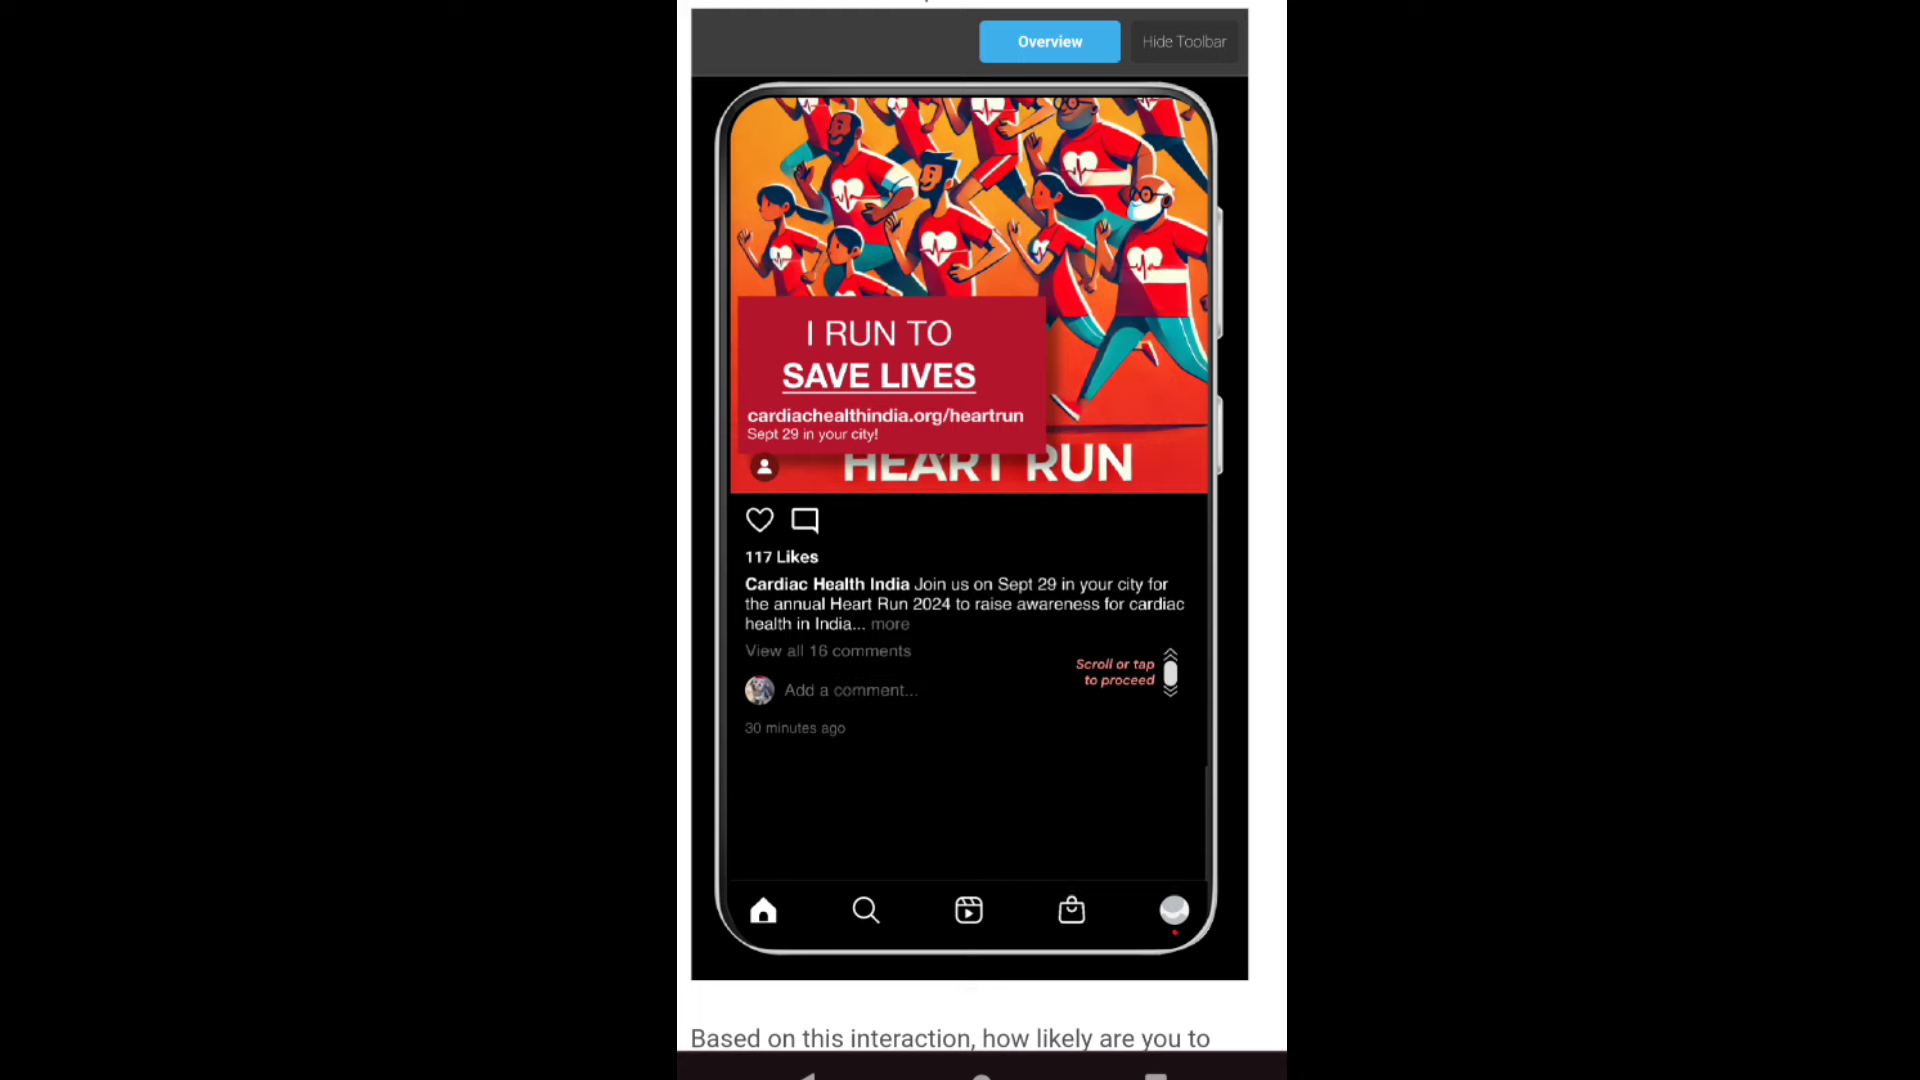 Overview
Hide Toolbar
I RUN TO
SAVE LIVES
cardiachealthindia.org/heartrun
Sept 29 in your city!
HEART RUN
117 Likes
Cardiac Health India Join us on Sept 29 in your city for
the annual Heart Run 2024 to raise awareness for cardiac
health in India... more
View all 16 comments
Scroll or tap
to proceed
Add a comment...
30 minutes ago
Based on this interaction, how likely are you to